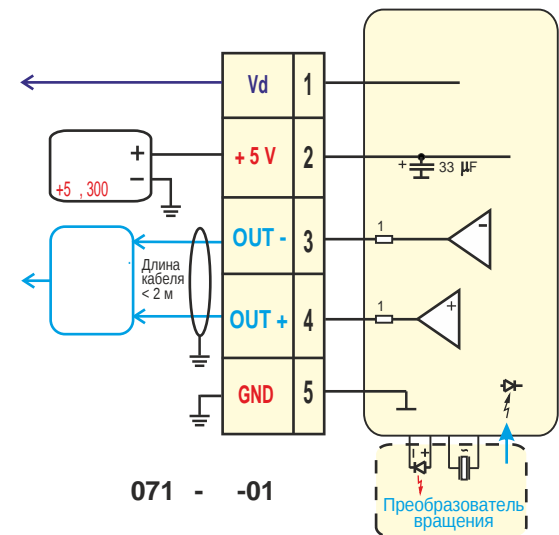 Vd 1
+ 5 V 2
+ −
+5 , 300
+ 33 µF
OUT - 3
1
-
Длина
кабеля
< 2 м
OUT + 4
1
+
GND 5
− +
~
Преобразователь
вращения
071 - -01